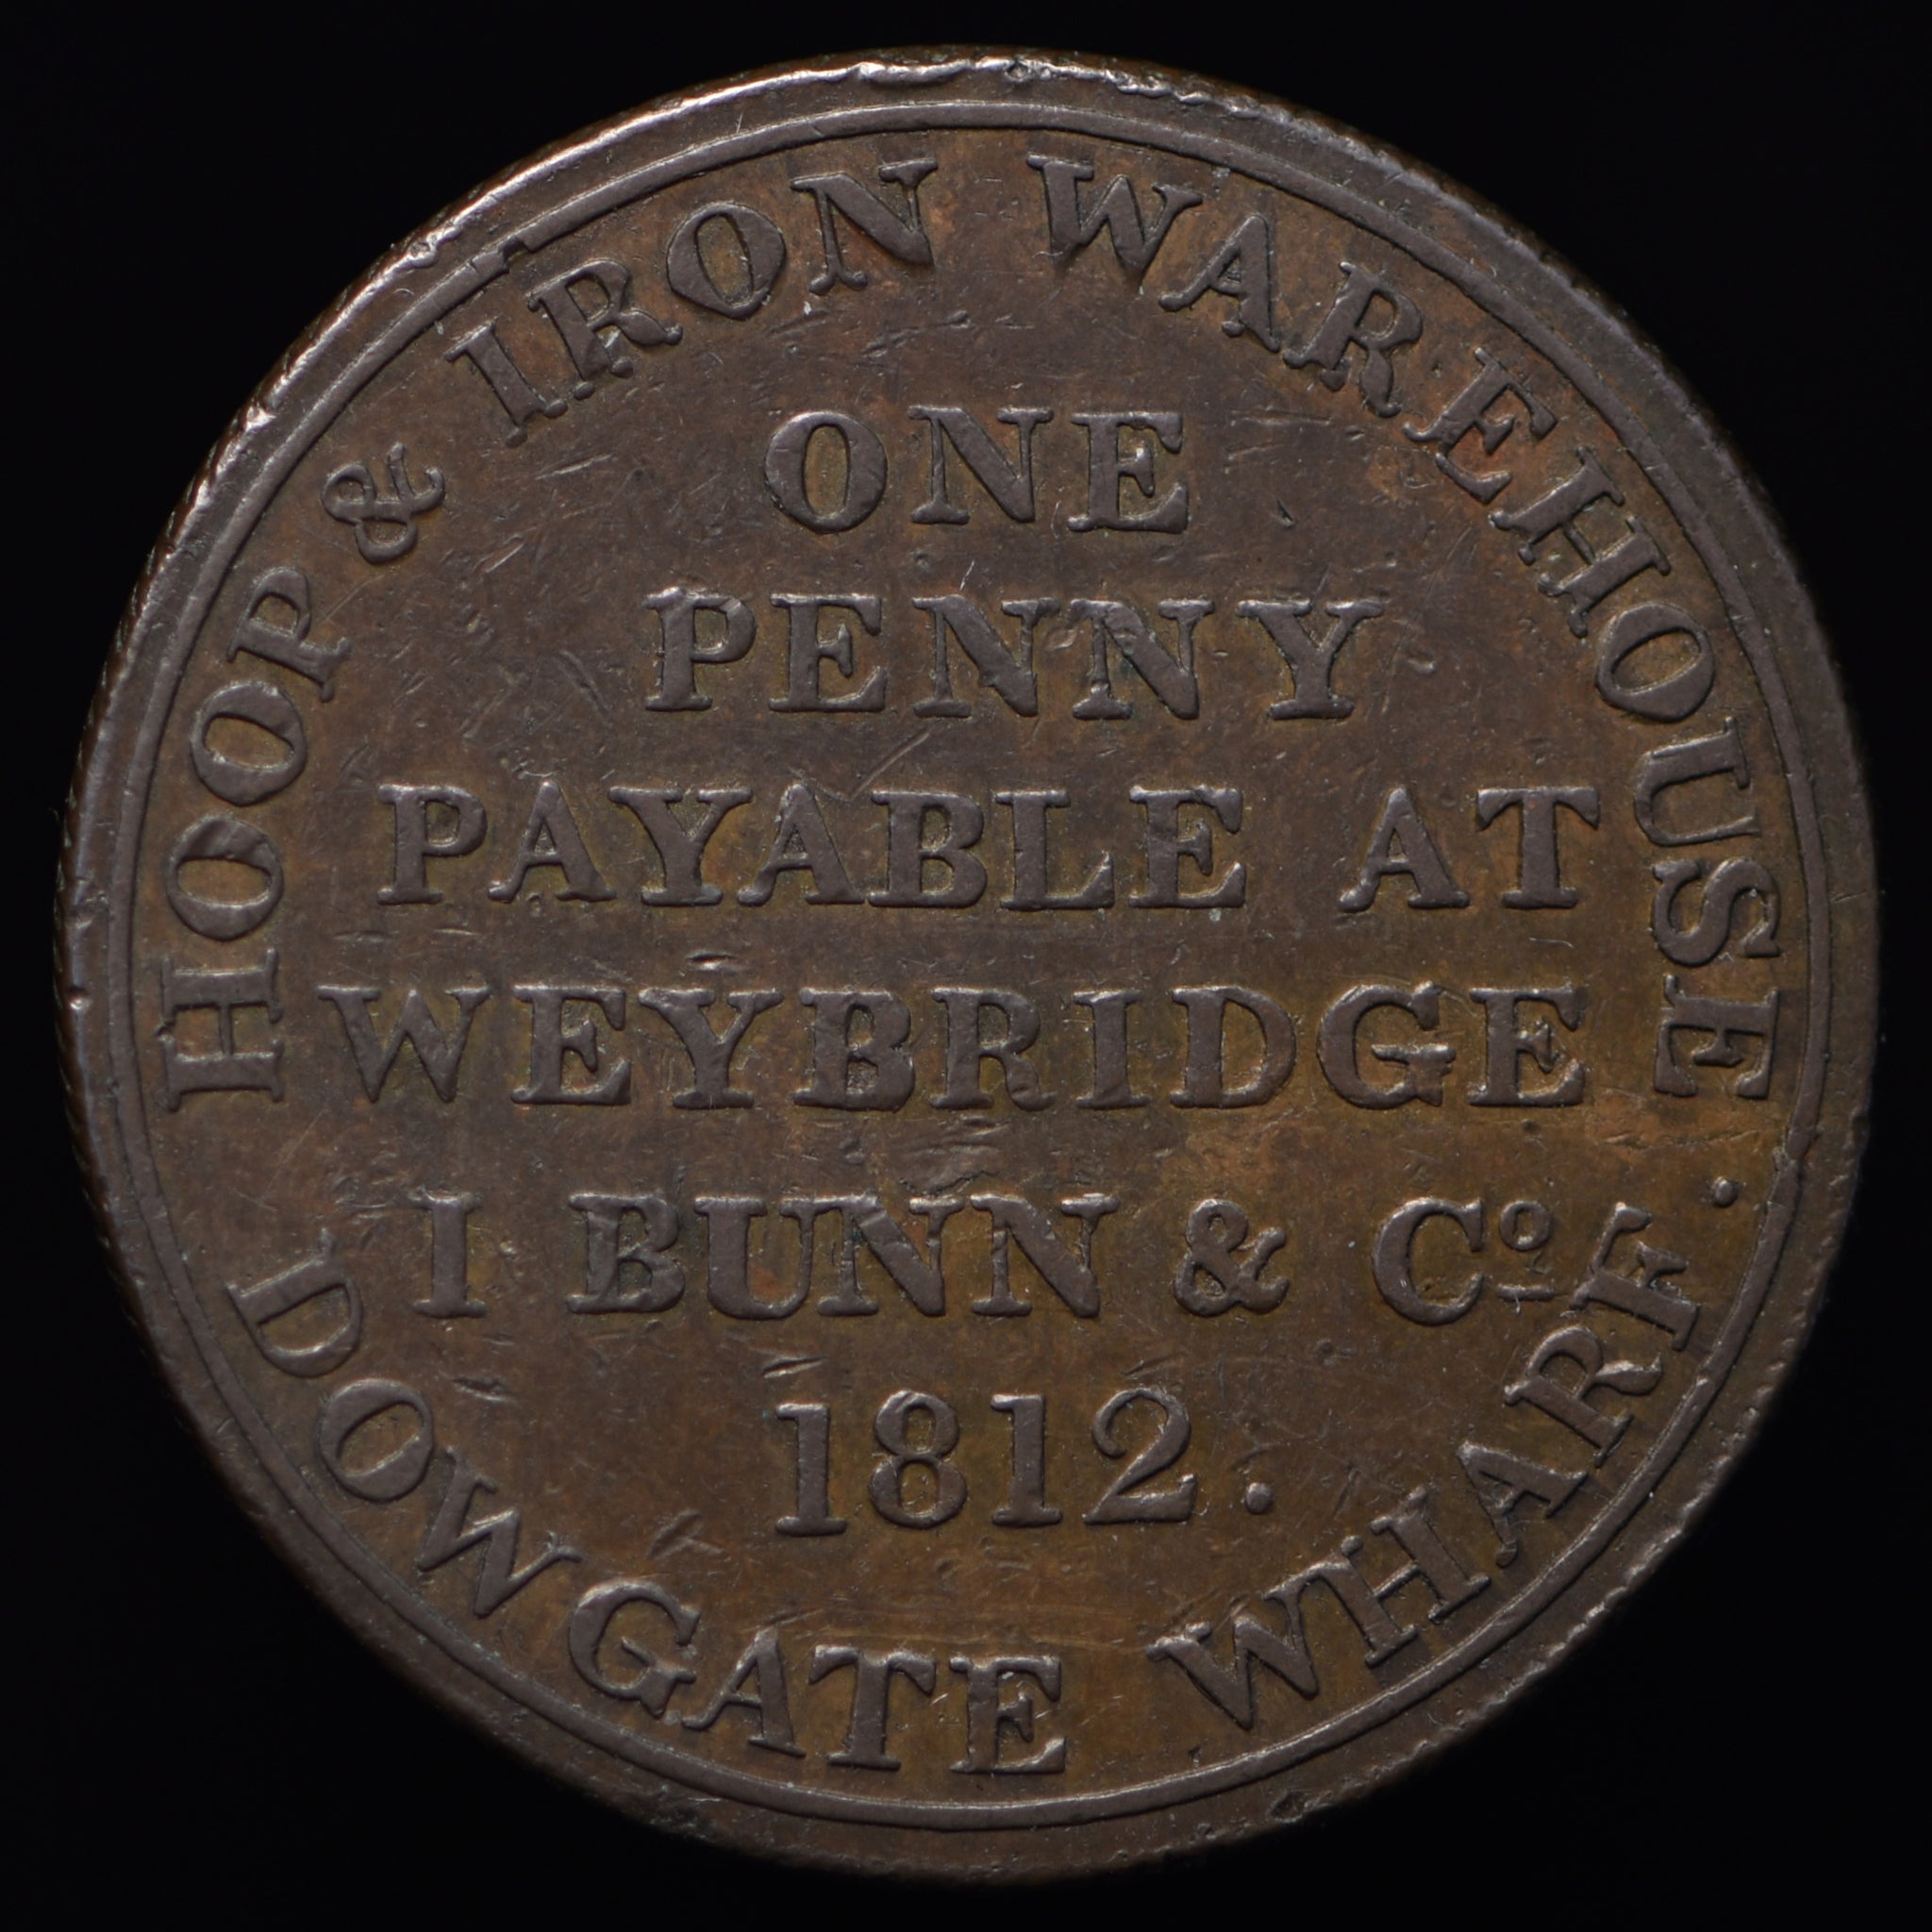 HOOP & IRON WAREHOUSE.
ONE
PENNY
PAYABLE AT
WEYBRIDGE
I BUNN & Cº
1812.
DOWGATE WHARF